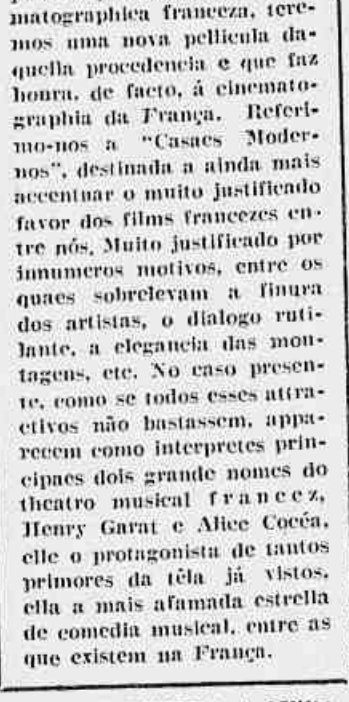 matographica franceza, tere-
mos uma nova pellicula da-
quella procedencia e que faz
honra, de facto, á cinemato-
graphia da França. Referi-
mo-nos a "Casaes Moder-
nos", destinada a ainda mais
accentuar o muito justificado
favor dos films francezes en-
tre nós. Muito justificado por
innumeros motivos, entre os
quaes sobrelevam a finura
dos artistas, o dialogo ruti-
lante, a elegancia das mon-
tagens, etc. No caso presen-
te, como se todos esses attra-
ctivos não bastassem, appa-
recem como interpretes prin-
cipaes dois grande nomes do
theatro musical francez,
Henry Garat e Alice Cocéa,
elle o protagonista de tantos
primores da téla já vistos,
ella a mais afamada estrella
de comedia musical, entre as
que existem na França.